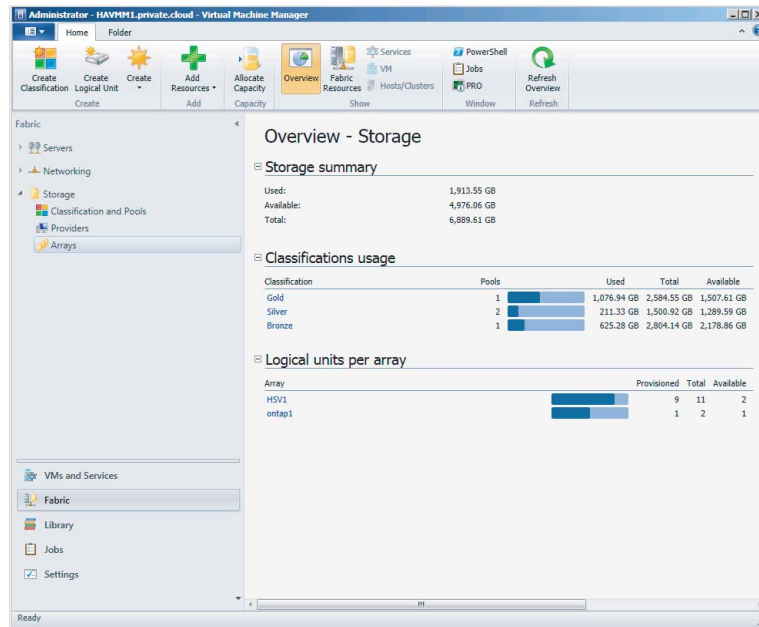 Administrator - HAVMM1.private.cloud - Virtual Machine Manager
Home Folder
Create Classification
Create Logical Unit
Create
Add Resources
Allocate Capacity
Overview
Fabric Resources
Services
VM
Hosts/Clusters
PowerShell
Jobs
PRO
Refresh Overview
Create Add Capacity Show Window Refresh
Fabric
Servers
Networking
Storage
Classification and Pools
Providers
Arrays
VMs and Services
Fabric
Library
Jobs
Settings
Overview - Storage
Storage summary
Used: 1,913.55 GB
Available: 4,976.06 GB
Total: 6,889.61 GB
Classifications usage
Classification Pools Used Total Available
Gold 1 1,076.94 GB 2,584.55 GB 1,507.61 GB
Silver 2 211.33 GB 1,500.92 GB 1,289.59 GB
Bronze 1 625.28 GB 2,804.14 GB 2,178.86 GB
Logical units per array
Array Provisioned Total Available
HSV1 9 11 2
ontap1 1 2 1
Ready